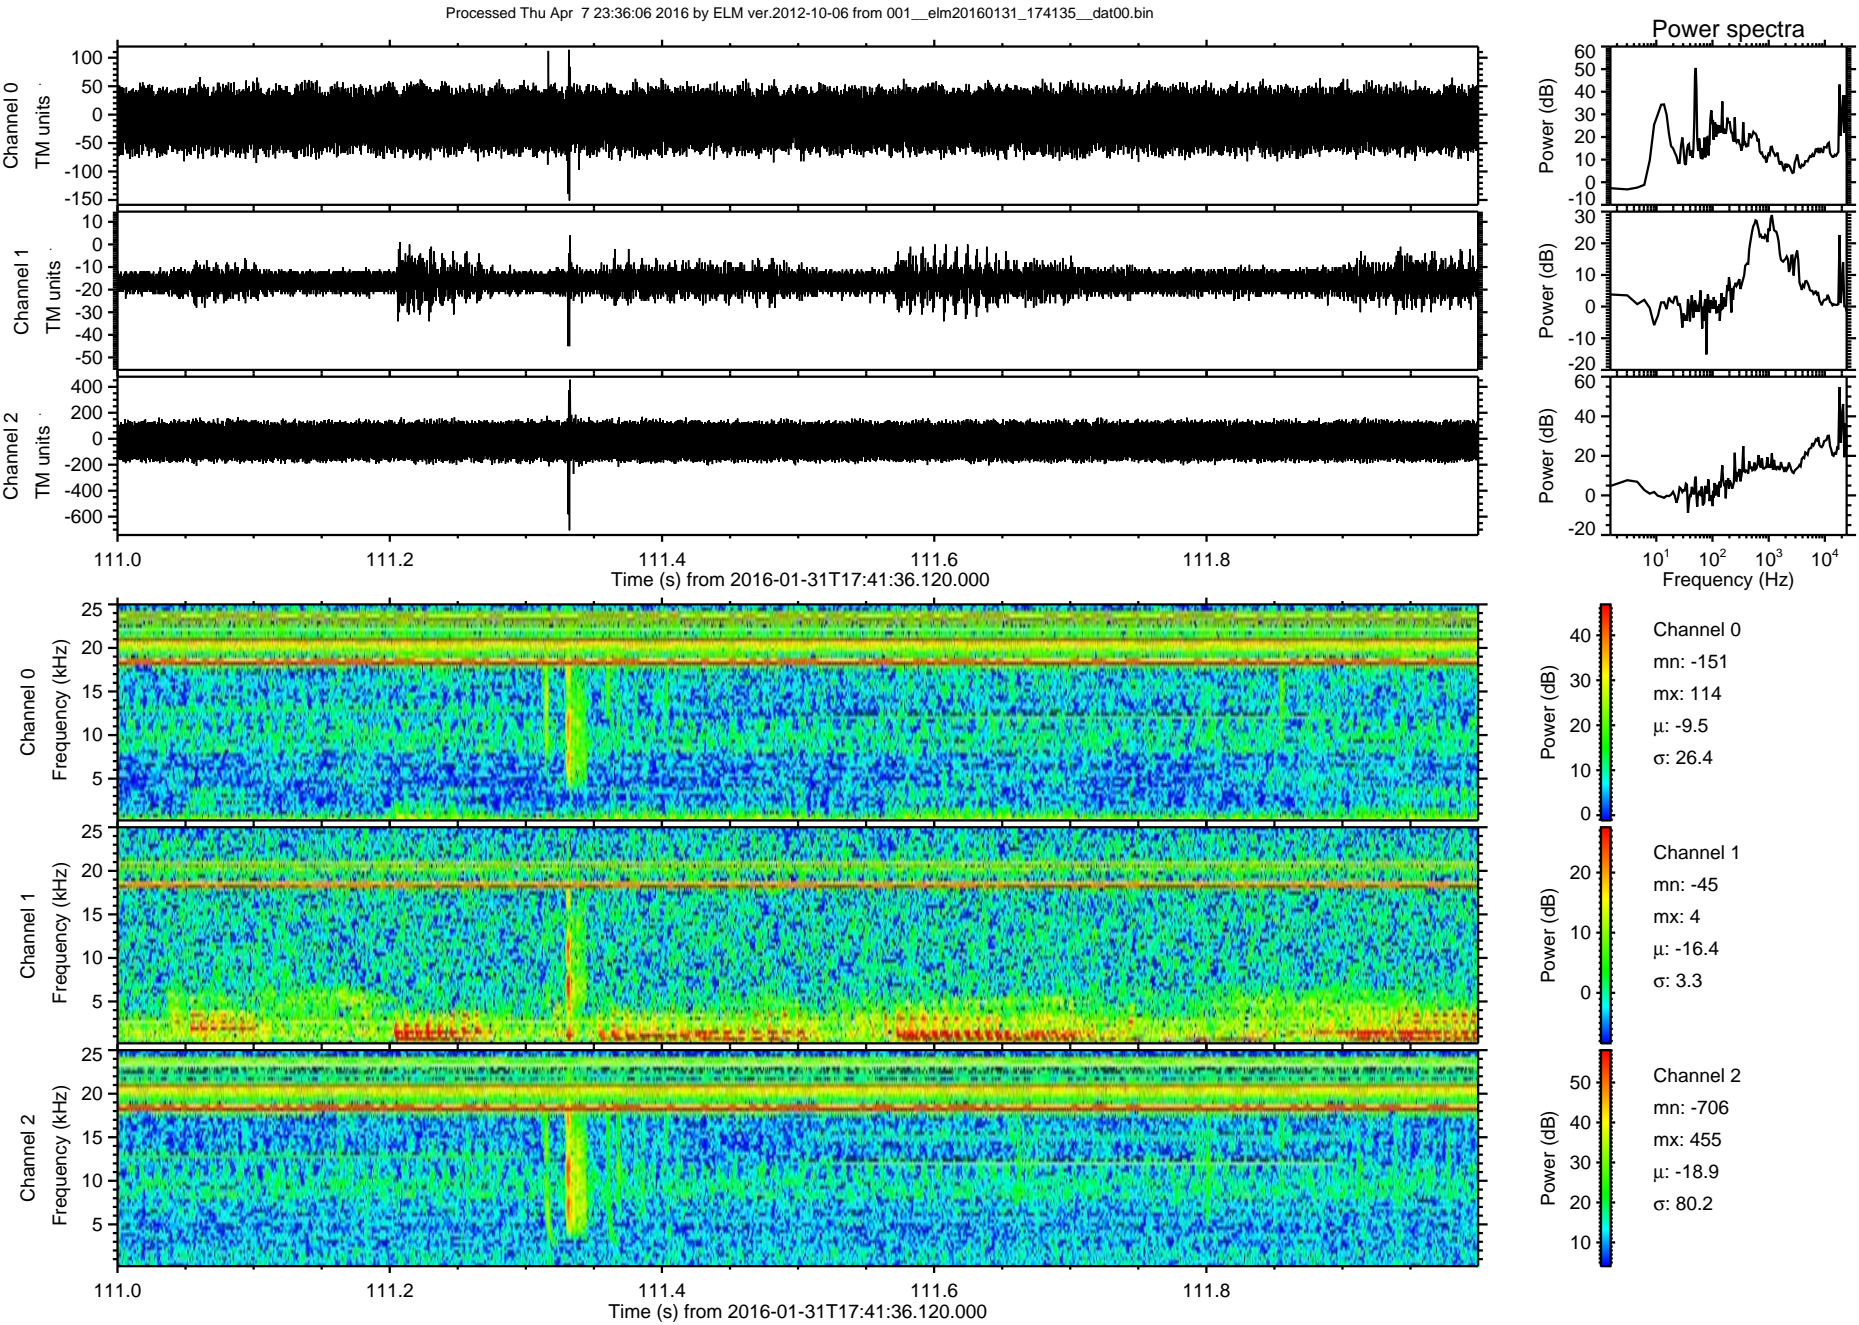 Processed Thu Apr  7 23:36:06 2016 by ELM ver.2012-10-06 from 001__elm20160131_174135__dat00.bin
Power spectra
Channel 0
TM units
100
50
0
-50
-100
-150
Power (dB)
60
50
40
30
20
10
0
-10
Channel 1
TM units
10
0
-10
-20
-30
-40
-50
Power (dB)
30
20
10
0
-10
-20
Channel 2
TM units
400
200
0
-200
-400
-600
Power (dB)
60
40
20
0
-20
111.0 111.2 111.4 111.6 111.8
Time (s) from 2016-01-31T17:41:36.120.000
10¹ 10² 10³ 10⁴
Frequency (Hz)
Channel 0
Frequency (kHz)
25
20
15
10
5
Power (dB)
40
30
20
10
0
Channel 0
mn: -151
mx: 114
μ: -9.5
σ: 26.4
Channel 1
Frequency (kHz)
25
20
15
10
5
Power (dB)
20
10
0
Channel 1
mn: -45
mx: 4
μ: -16.4
σ: 3.3
Channel 2
Frequency (kHz)
25
20
15
10
5
Power (dB)
50
40
30
20
10
Channel 2
mn: -706
mx: 455
μ: -18.9
σ: 80.2
111.0 111.2 111.4 111.6 111.8
Time (s) from 2016-01-31T17:41:36.120.000